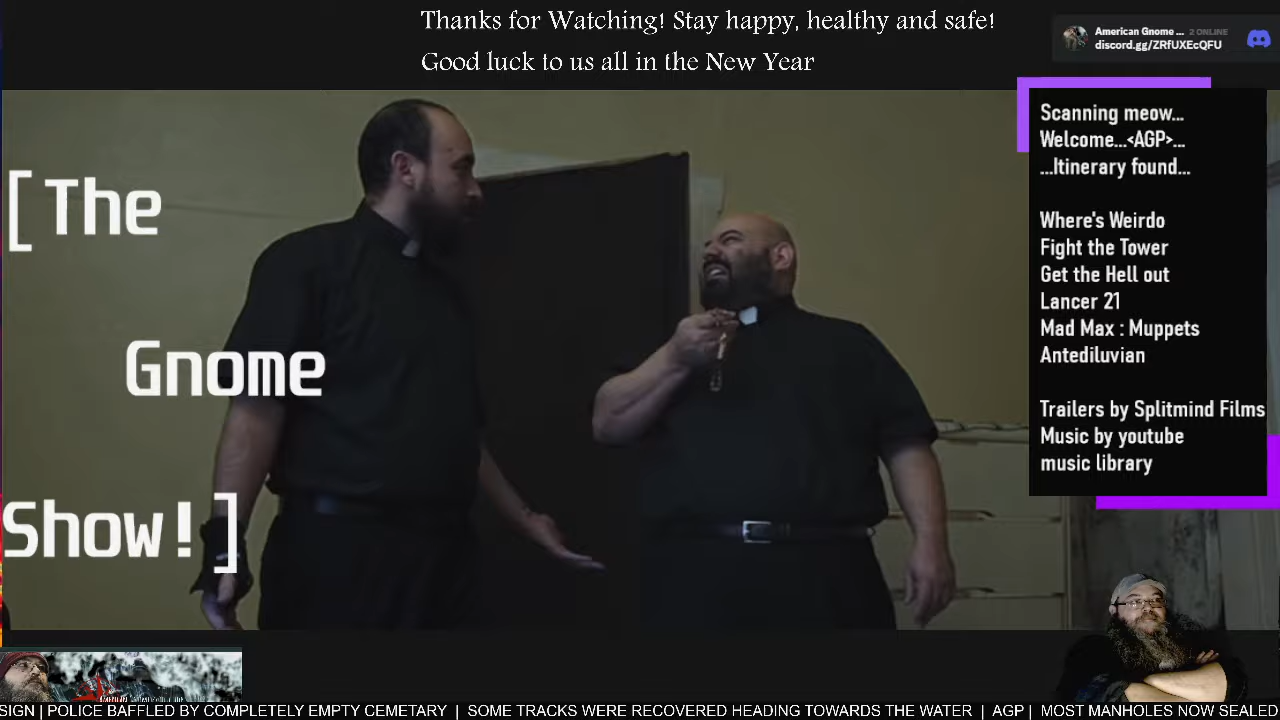 Thanks for Watching! Stay happy, healthy and safe!
Good luck to us all in the New Year
American Gnome ... 2 ONLINE
discord.gg/ZRfUXEcQFU
[The
Gnome
Show!]
Scanning meow...
Welcome...<AGP>...
...Itinerary found...
Where's Weirdo
Fight the Tower
Get the Hell out
Lancer 21
Mad Max : Muppets
Antediluvian
Trailers by Splitmind Films
Music by youtube
music library
SIGN | POLICE BAFFLED BY COMPLETELY EMPTY CEMETARY | SOME TRACKS WERE RECOVERED HEADING TOWARDS THE WATER | AGP | MOST MANHOLES NOW SEALED